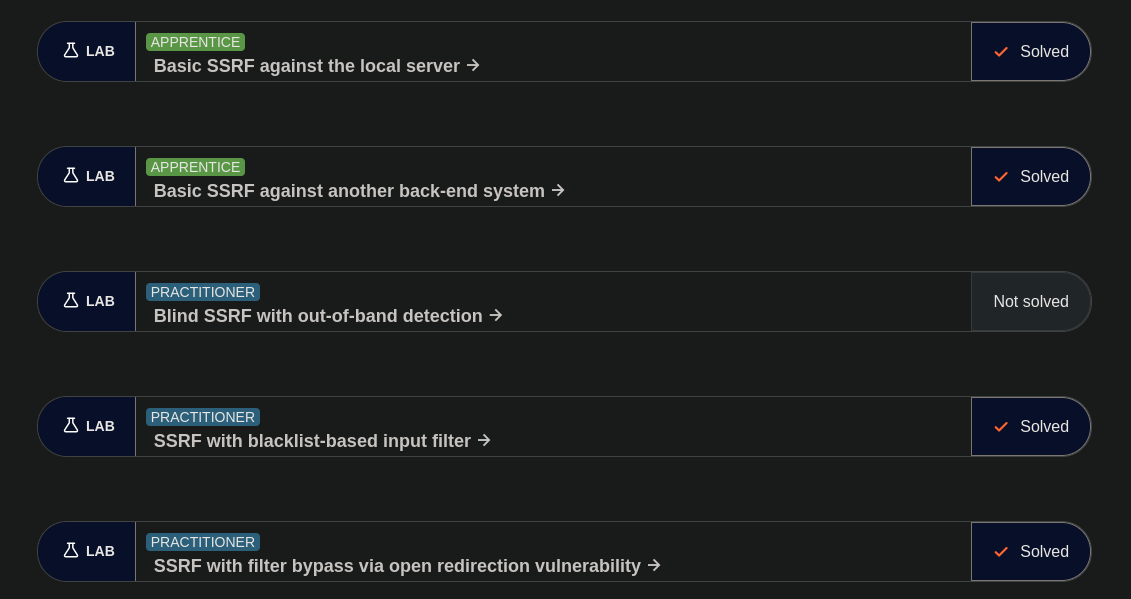 LAB
APPRENTICE
Basic SSRF against the local server →
Solved
LAB
APPRENTICE
Basic SSRF against another back-end system →
Solved
LAB
PRACTITIONER
Blind SSRF with out-of-band detection →
Not solved
LAB
PRACTITIONER
SSRF with blacklist-based input filter →
Solved
LAB
PRACTITIONER
SSRF with filter bypass via open redirection vulnerability →
Solved